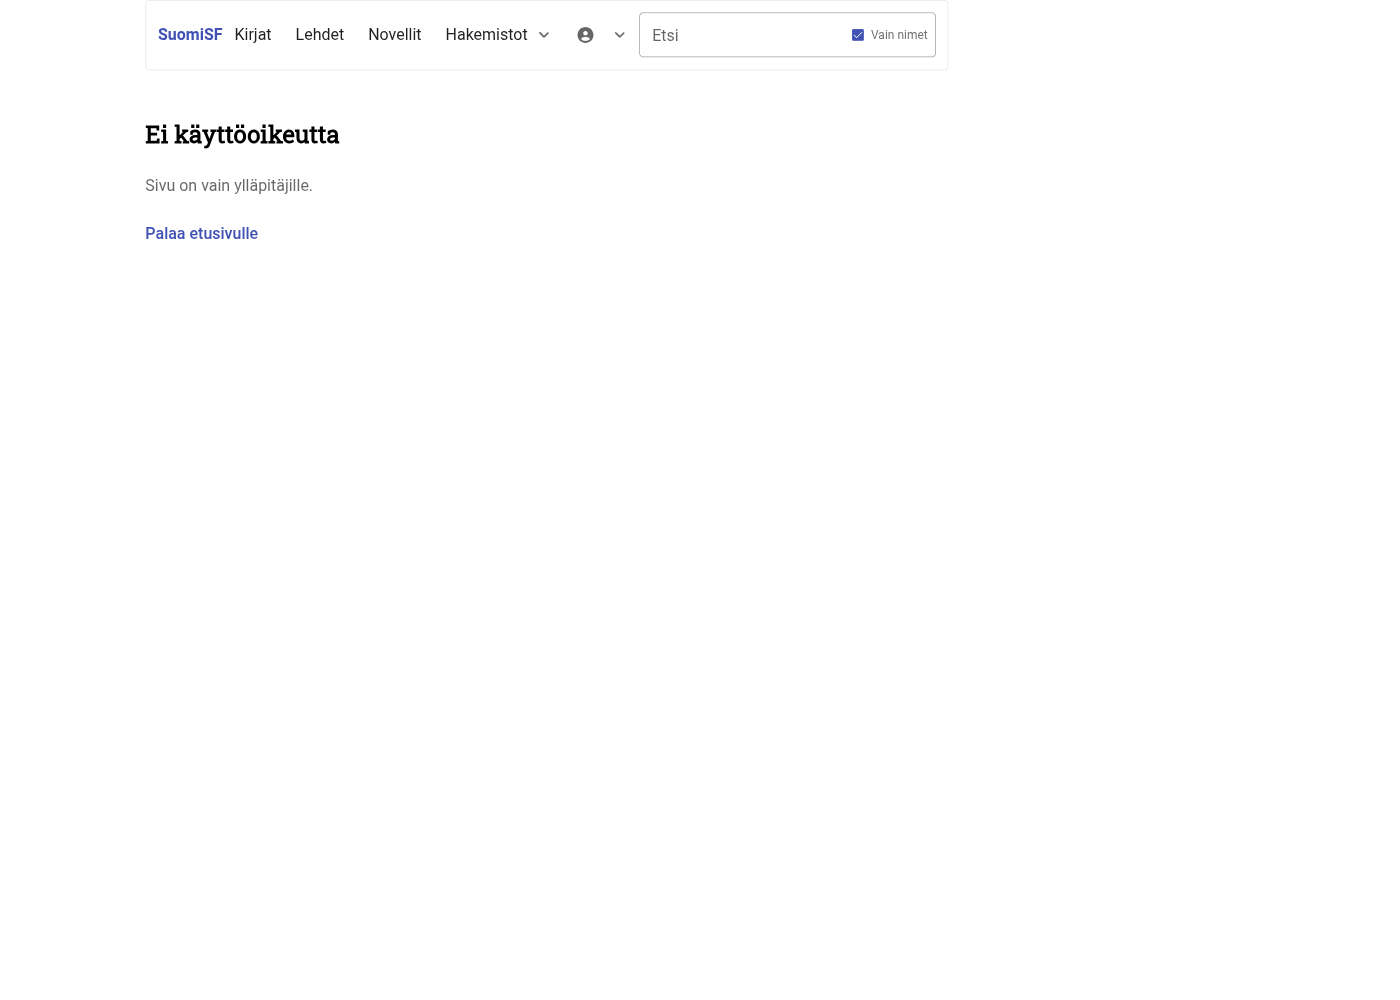 SuomiSF Kirjat Lehdet Novellit Hakemistot Etsi Vain nimet
Ei käyttöoikeutta
Sivu on vain ylläpitäjille.
Palaa etusivulle